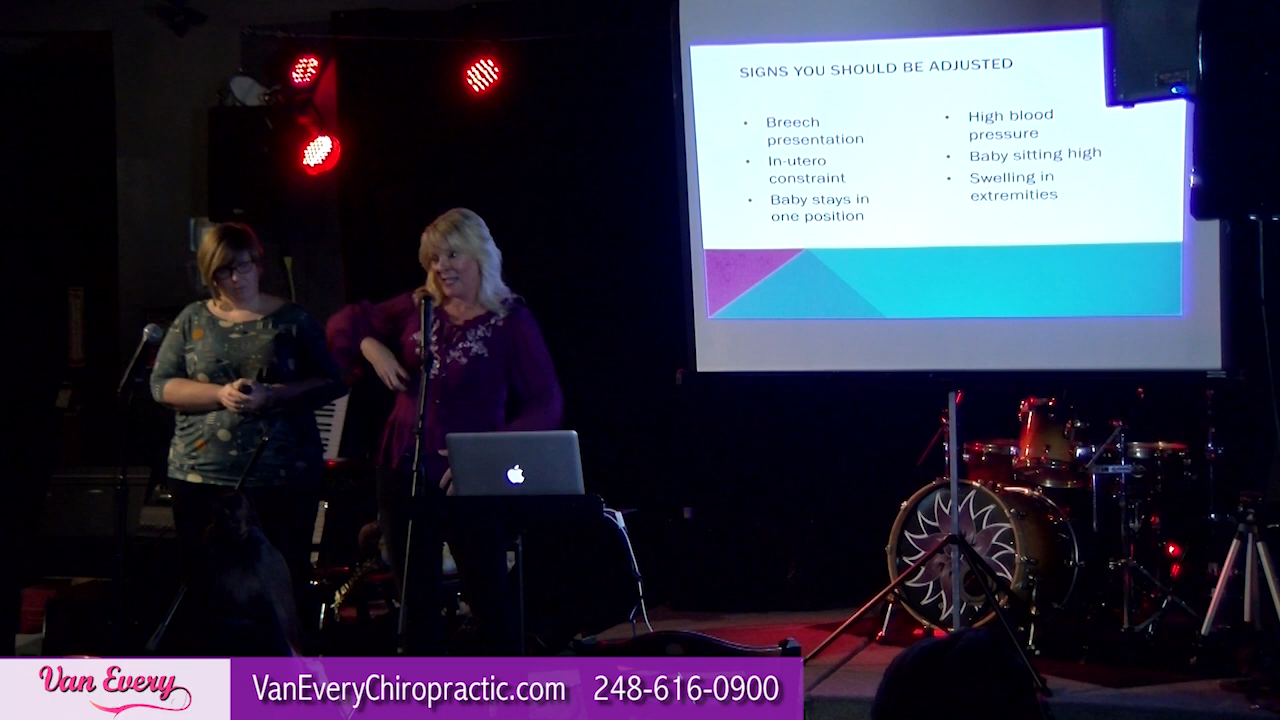 SIGNS YOU SHOULD BE ADJUSTED
• Breech
presentation
• In-utero
constraint
• Baby stays in
one position
• High blood
pressure
• Baby sitting high
• Swelling in
extremities
Van Every
VanEveryChiropractic.com 248-616-0900